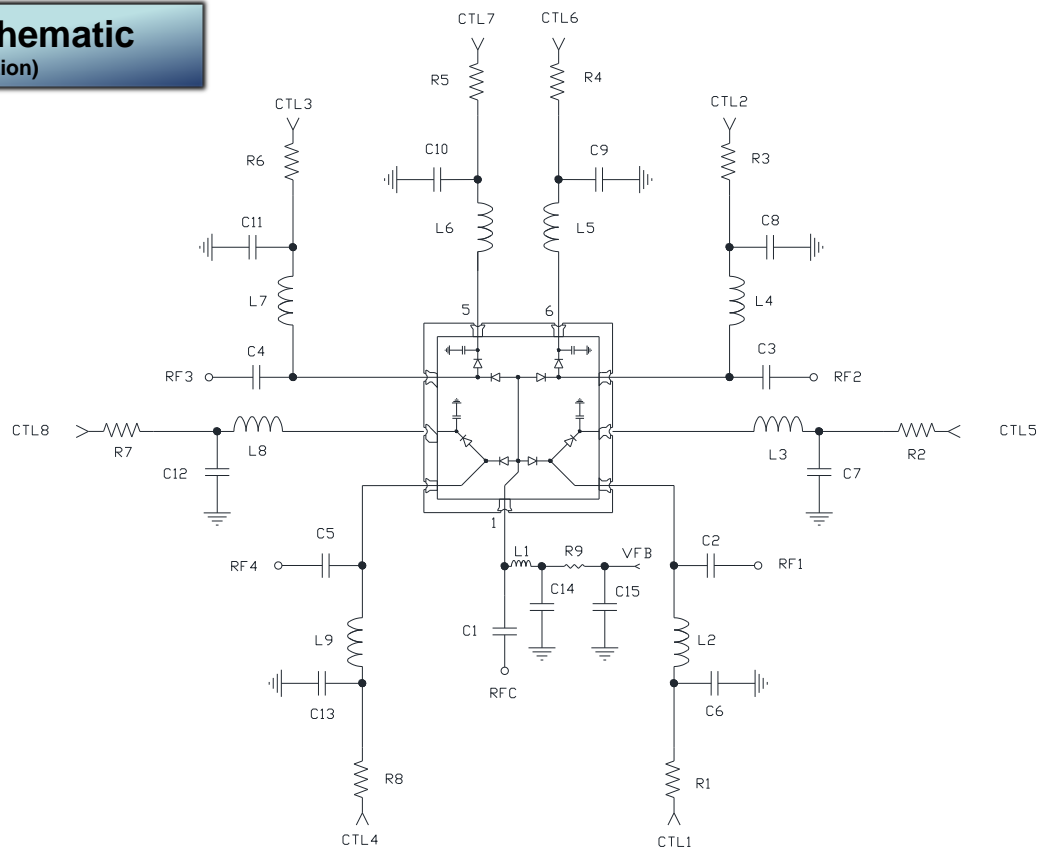 hematic
ion)
CTL7
CTL6
R5
R4
CTL3
CTL2
R6
C10
C9
R3
C11
L6
L5
C8
L7
5
6
L4
C4
C3
RF3
RF2
CTL8
R7
L8
L3
R2
CTL5
C12
C7
1
C5
L1
R9
VFB
C2
RF4
C14
C15
RF1
C1
L9
L2
RFC
C13
C6
R8
R1
CTL4
CTL1